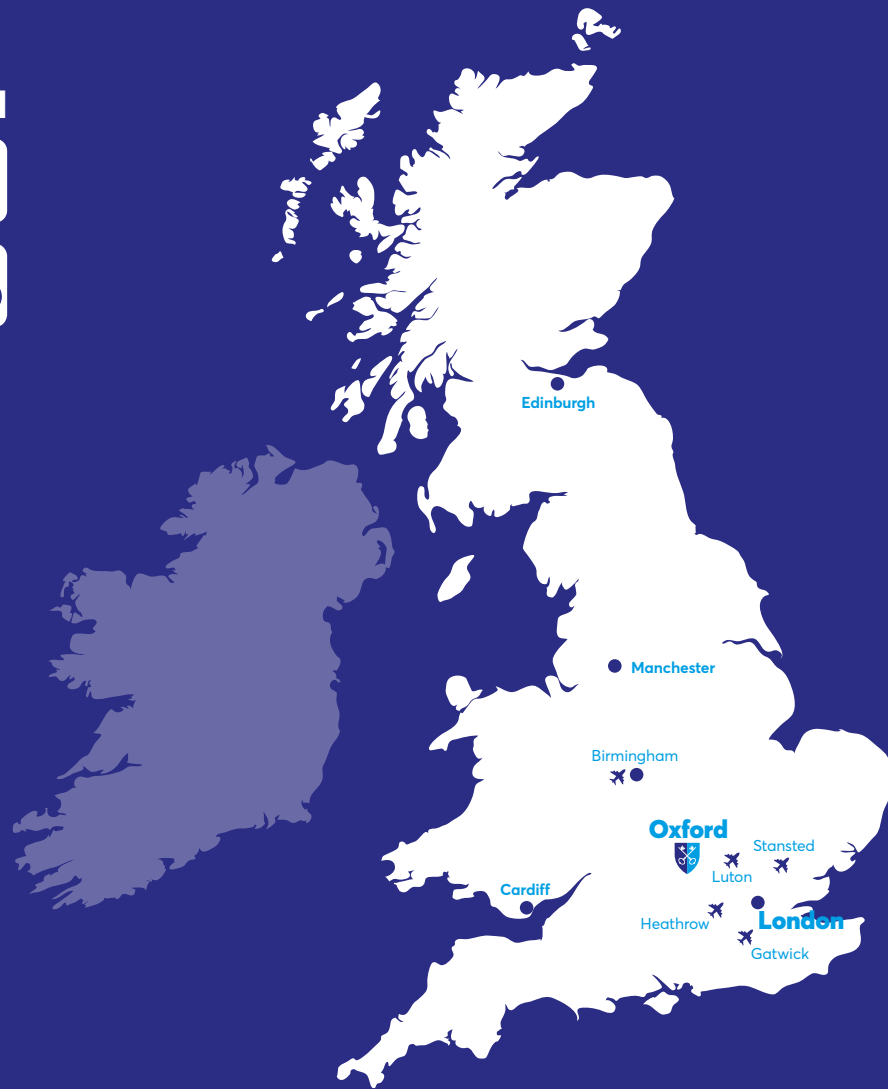 Edinburgh
Manchester
Birmingham
Oxford
Stansted
Luton
Cardiff
London
Heathrow
Gatwick